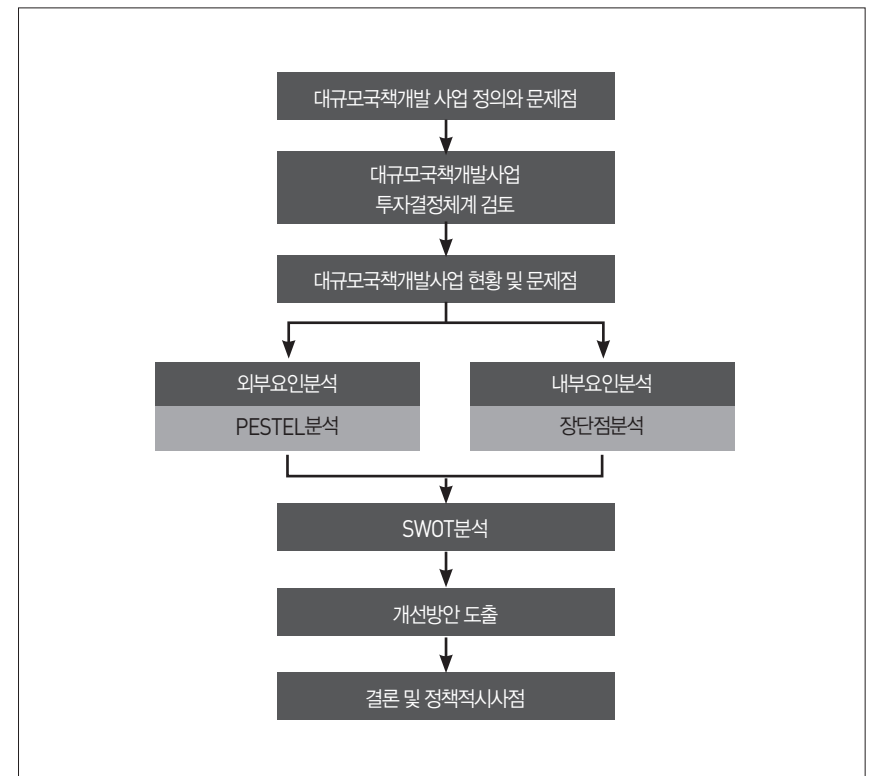 대규모국책개발 사업 정의와 문제점
대규모국책개발사업
투자결정체계 검토
대규모국책개발사업 현황 및 문제점
외부요인분석
PESTEL분석
내부요인분석
장단점분석
SWOT분석
개선방안 도출
결론 및 정책적시사점